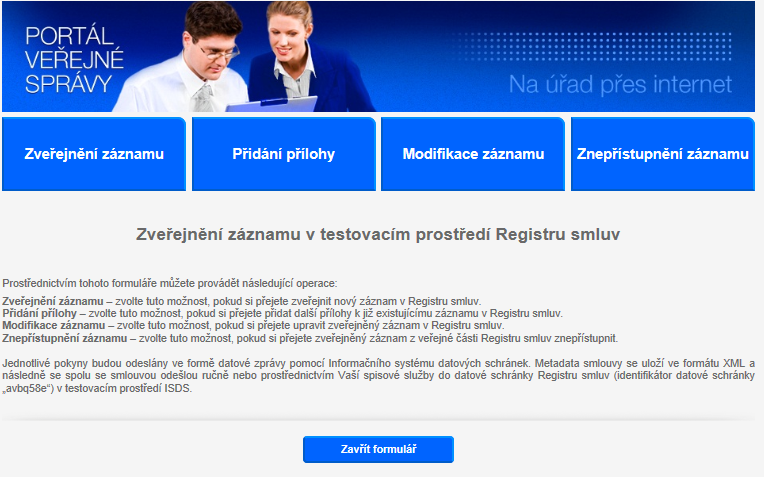 PORTÁL
VEŘEJNÉ
SPRÁVY
Na úřad přes internet
Zveřejnění záznamu
Přidání přílohy
Modifikace záznamu
Znepřístupnění záznamu
Zveřejnění záznamu v testovacím prostředí Registru smluv
Prostřednictvím tohoto formuláře můžete provádět následující operace:
Zveřejnění záznamu – zvolte tuto možnost, pokud si přejete zveřejnit nový záznam v Registru smluv.
Přidání přílohy – zvolte tuto možnost, pokud si přejete přidat další přílohy k již existujícímu záznamu v Registru smluv.
Modifikace záznamu – zvolte tuto možnost, pokud si přejete upravit zveřejněný záznam v Registru smluv.
Znepřístupnění záznamu – zvolte tuto možnost, pokud si přejete zveřejněný záznam z veřejné části Registru smluv znepřístupnit.
Jednotlivé pokyny budou odeslány ve formě datové zprávy pomocí Informačního systému datových schránek. Metadata smlouvy se uloží ve formátu XML a
následně se spolu se smlouvou odešlou ručně nebo prostřednictvím Vaší spisové služby do datové schránky Registru smluv (identifikátor datové schránky
„avbq58e“) v testovacím prostředí ISDS.
Zavřít formulář